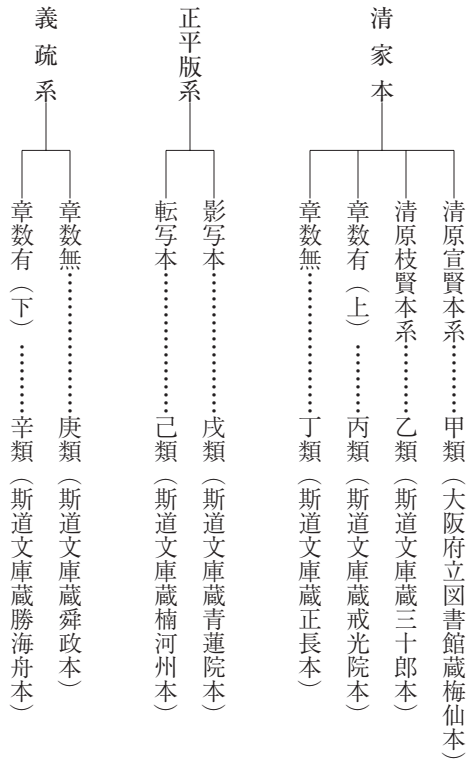 清家本
清原宣賢本系………甲類（大阪府立図書館蔵梅仙本）
清原枝賢本系………乙類（斯道文庫蔵三十郎本）
章数有（上）………丙類（斯道文庫蔵戒光院本）
章数無………丁類（斯道文庫蔵正長本）
正平版系
影写本………戊類（斯道文庫蔵青蓮院本）
転写本………己類（斯道文庫蔵楠河州本）
義疏系
章数無………庚類（斯道文庫蔵舜政本）
章数有（下）………辛類（斯道文庫蔵勝海舟本）